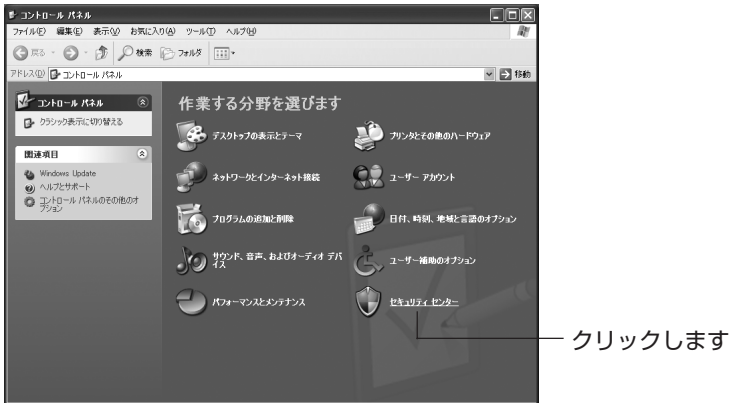 コントロール パネル
ファイル(F) 編集(E) 表示(V) お気に入り(A) ツール(T) ヘルプ(H)
戻る 検索 フォルダ
アドレス(D) コントロール パネル 移動
コントロール パネル
クラシック表示に切り替える
関連項目
Windows Update
ヘルプとサポート
コントロール パネルのその他のオ
プション
作業する分野を選びます
デスクトップの表示とテーマ
プリンタとその他のハードウェア
ネットワークとインターネット接続
ユーザー アカウント
プログラムの追加と削除
日付、時刻、地域と言語のオプション
サウンド、音声、およびオーディオ デバ
イス
ユーザー補助のオプション
パフォーマンスとメンテナンス
セキュリティ センター
クリックします